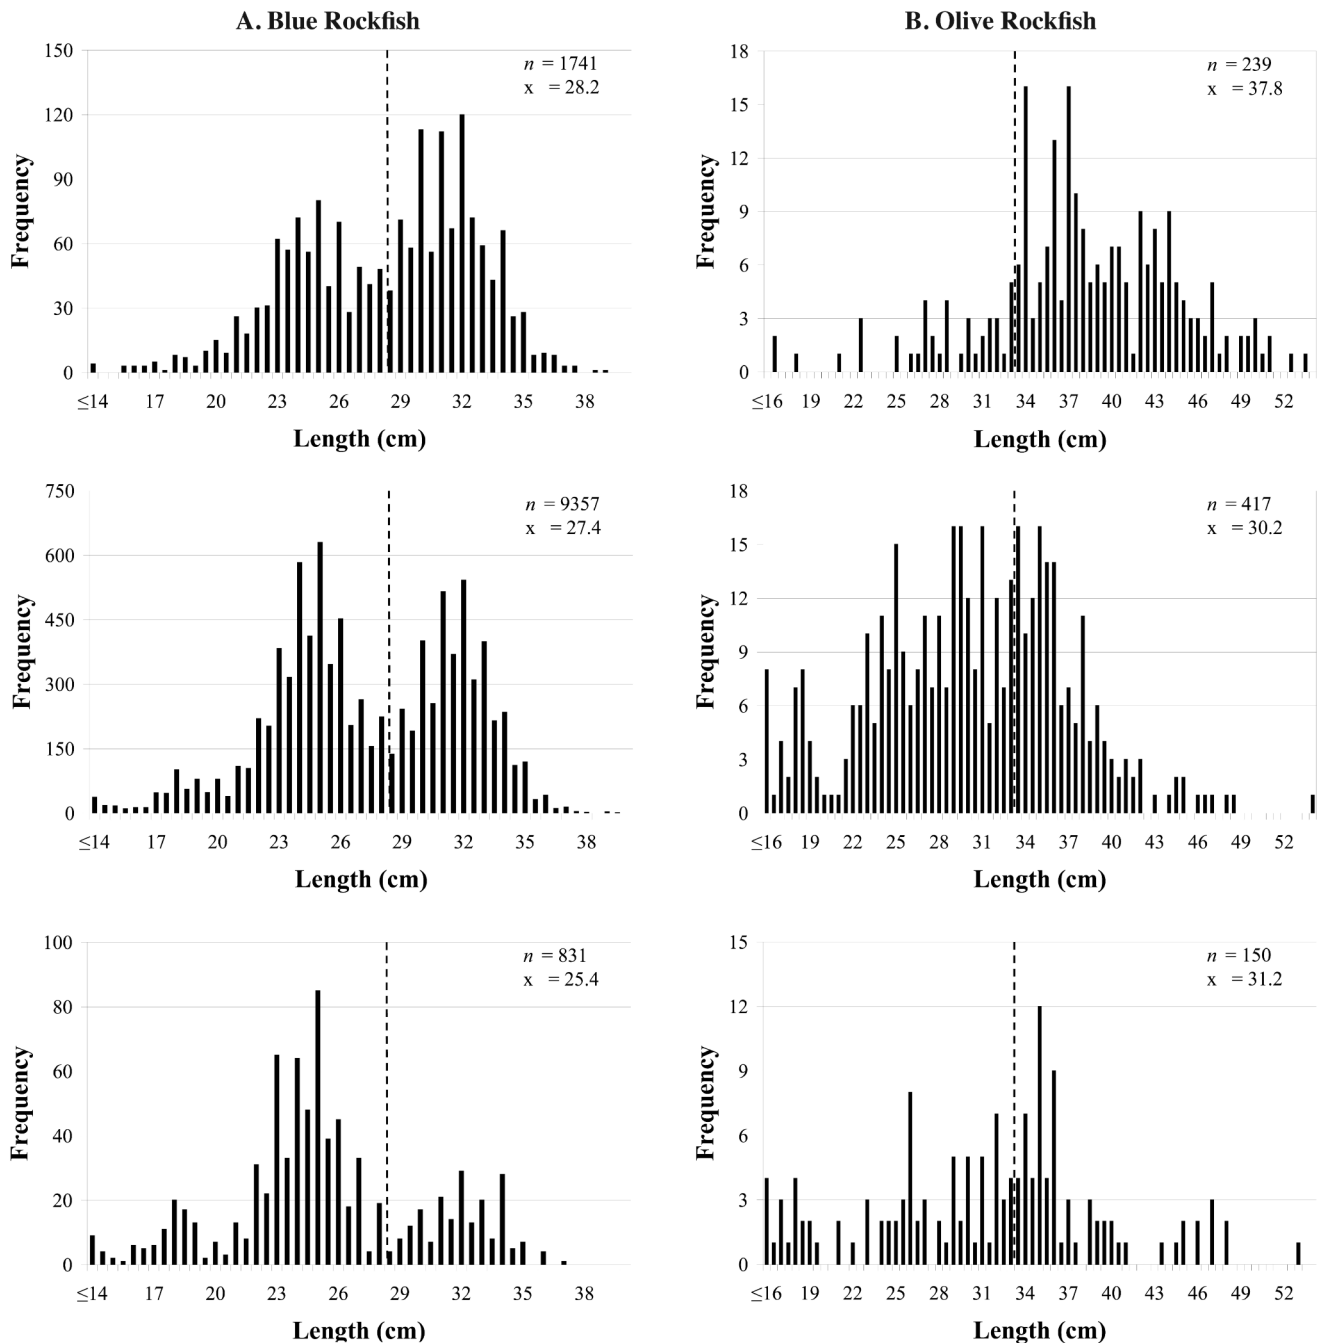 A. Blue Rockfish
150
120
90
60
30
0
Frequency
n = 1741
x = 28.2
≤14 17 20 23 26 29 32 35 38
Length (cm)
B. Olive Rockfish
18
15
12
9
6
3
0
Frequency
n = 239
x = 37.8
≤16 19 22 25 28 31 34 37 40 43 46 49 52
Length (cm)
750
600
450
300
150
0
Frequency
n = 9357
x = 27.4
≤14 17 20 23 26 29 32 35 38
Length (cm)
18
15
12
9
6
3
0
Frequency
n = 417
x = 30.2
≤16 19 22 25 28 31 34 37 40 43 46 49 52
Length (cm)
100
80
60
40
20
0
Frequency
n = 831
x = 25.4
≤14 17 20 23 26 29 32 35 38
Length (cm)
15
12
9
6
3
0
Frequency
n = 150
x = 31.2
≤16 19 22 25 28 31 34 37 40 43 46 49 52
Length (cm)